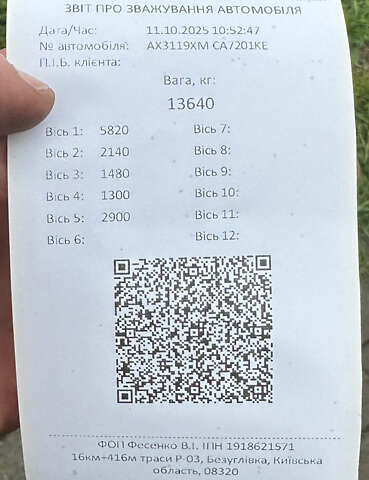 ЗВІТ ПРО ЗВАЖУВАННЯ АВТОМОБІЛЯ
Дата/Час: 11.10.2025 10:52:47
№ автомобіля: AX3119XM CA7201KE
П.І.Б. клієнта:
Вага, кг:
13640
Вісь 1: 5820 Вісь 7:
Вісь 2: 2140 Вісь 8:
Вісь 3: 1480 Вісь 9:
Вісь 4: 1300 Вісь 10:
Вісь 5: 2900 Вісь 11:
Вісь 6: Вісь 12:
ФОП Фесенко В.І. ІПН 1918621571
16км+416м траси Р-03, Безуглівка, Київська
область, 08320